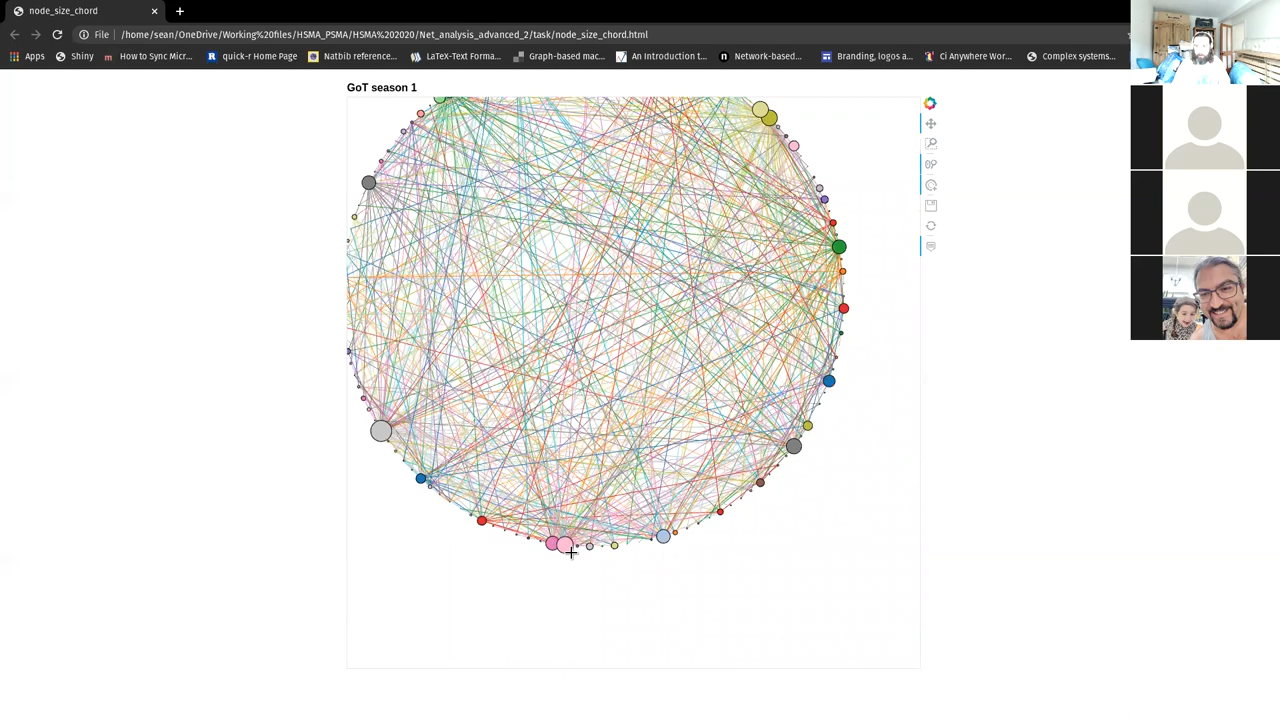 node_size_chord
File
/home/sean/OneDrive/Working%20files/HSMA_PSMA/HSMA%202020/Net_analysis_advanced_2/task/node_size_chord.html
Apps Shiny How to Sync Micr... quick-r Home Page Natbib reference... LaTeX-Text Forma... Graph-based mac... An Introduction t... Network-based... Branding, logos a... Ci Anywhere Wor... Complex systems...
GoT season 1